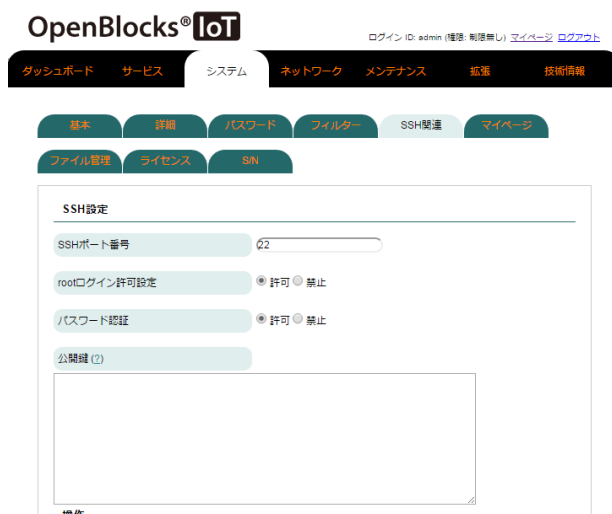 OpenBlocks® IoT
ログイン ID: admin (権限: 制限無し) マイページ ログアウト
ダッシュボード サービス システム ネットワーク メンテナンス 拡張 技術情報
基本 詳細 パスワード フィルター SSH関連 マイページ
ファイル管理 ライセンス S/N
SSH設定
SSHポート番号 22
rootログイン許可設定 許可 禁止
パスワード認証 許可 禁止
公開鍵 (?)